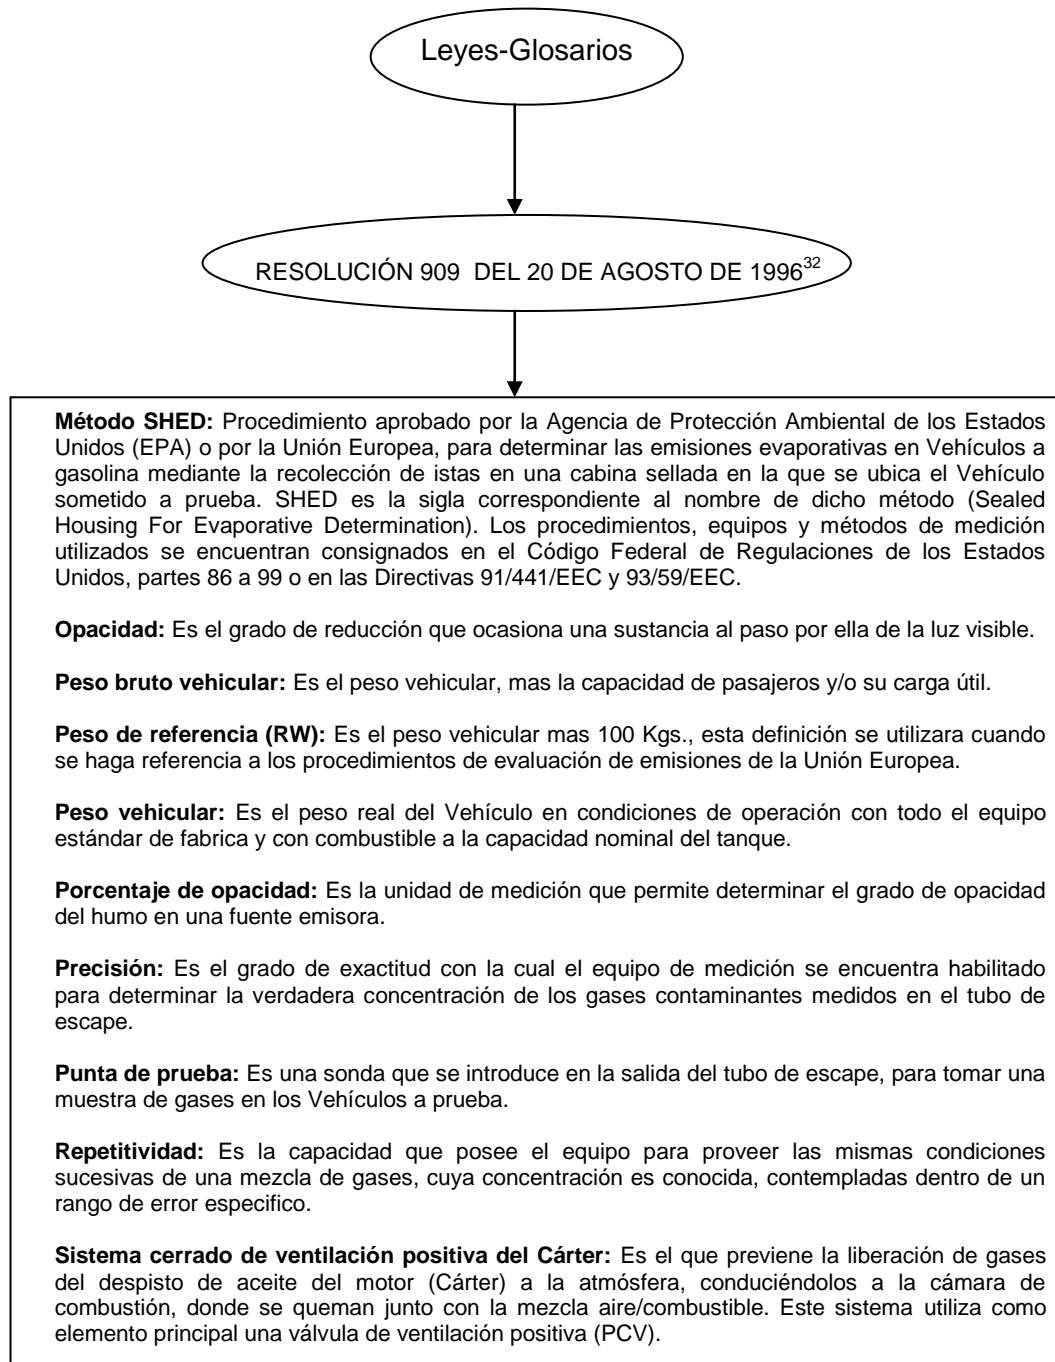 Leyes-Glosarios
RESOLUCIÓN 909 DEL 20 DE AGOSTO DE 1996³²
Método SHED: Procedimiento aprobado por la Agencia de Protección Ambiental de los Estados
Unidos (EPA) o por la Unión Europea, para determinar las emisiones evaporativas en Vehículos a
gasolina mediante la recolección de istas en una cabina sellada en la que se ubica el Vehículo
sometido a prueba. SHED es la sigla correspondiente al nombre de dicho método (Sealed
Housing For Evaporative Determination). Los procedimientos, equipos y métodos de medición
utilizados se encuentran consignados en el Código Federal de Regulaciones de los Estados
Unidos, partes 86 a 99 o en las Directivas 91/441/EEC y 93/59/EEC.
Opacidad: Es el grado de reducción que ocasiona una sustancia al paso por ella de la luz visible.
Peso bruto vehicular: Es el peso vehicular, mas la capacidad de pasajeros y/o su carga útil.
Peso de referencia (RW): Es el peso vehicular mas 100 Kgs., esta definición se utilizara cuando
se haga referencia a los procedimientos de evaluación de emisiones de la Unión Europea.
Peso vehicular: Es el peso real del Vehículo en condiciones de operación con todo el equipo
estándar de fabrica y con combustible a la capacidad nominal del tanque.
Porcentaje de opacidad: Es la unidad de medición que permite determinar el grado de opacidad
del humo en una fuente emisora.
Precisión: Es el grado de exactitud con la cual el equipo de medición se encuentra habilitado
para determinar la verdadera concentración de los gases contaminantes medidos en el tubo de
escape.
Punta de prueba: Es una sonda que se introduce en la salida del tubo de escape, para tomar una
muestra de gases en los Vehículos a prueba.
Repetitividad: Es la capacidad que posee el equipo para proveer las mismas condiciones
sucesivas de una mezcla de gases, cuya concentración es conocida, contempladas dentro de un
rango de error especifico.
Sistema cerrado de ventilación positiva del Cárter: Es el que previene la liberación de gases
del despisto de aceite del motor (Cárter) a la atmósfera, conduciéndolos a la cámara de
combustión, donde se queman junto con la mezcla aire/combustible. Este sistema utiliza como
elemento principal una válvula de ventilación positiva (PCV).